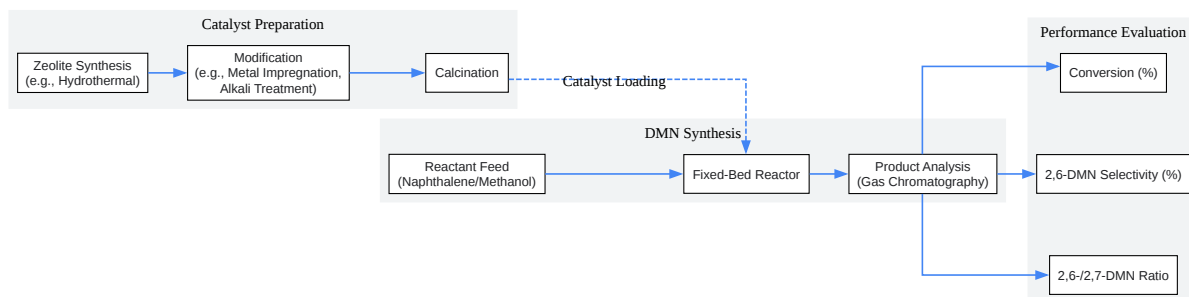 Catalyst Preparation
Zeolite Synthesis
(e.g., Hydrothermal)
Modification
(e.g., Metal Impregnation,
Alkali Treatment)
Calcination
Catalyst Loading
DMN Synthesis
Reactant Feed
(Naphthalene/Methanol)
Fixed-Bed Reactor
Product Analysis
(Gas Chromatography)
Performance Evaluation
Conversion (%)
2,6-DMN Selectivity (%)
2,6-/2,7-DMN Ratio